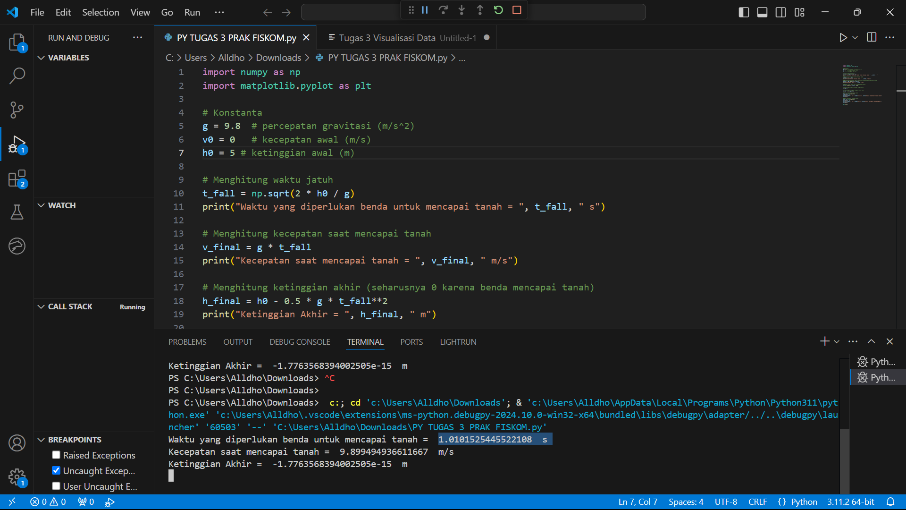 File Edit Selection View Go Run ···
RUN AND DEBUG ···
PY TUGAS 3 PRAK FISKOM.py
Tugas 3 Visualisasi Data Untitled-1
C: > Users > Alldho > Downloads > PY TUGAS 3 PRAK FISKOM.py > ...
VARIABLES
WATCH
CALL STACK Running
BREAKPOINTS
Raised Exceptions
Uncaught Excep...
User Uncaught E...
1 import numpy as np
2 import matplotlib.pyplot as plt
3
4 # Konstanta
5 g = 9.8 # percepatan gravitasi (m/s^2)
6 v0 = 0 # kecepatan awal (m/s)
7 h0 = 5 # ketinggian awal (m)
8
9 # Menghitung waktu jatuh
10 t_fall = np.sqrt(2 * h0 / g)
11 print("Waktu yang diperlukan benda untuk mencapai tanah = ", t_fall, " s")
12
13 # Menghitung kecepatan saat mencapai tanah
14 v_final = g * t_fall
15 print("Kecepatan saat mencapai tanah = ", v_final, " m/s")
16
17 # Menghitung ketinggian akhir (seharusnya 0 karena benda mencapai tanah)
18 h_final = h0 - 0.5 * g * t_fall**2
19 print("Ketinggian Akhir = ", h_final, " m")
20
PROBLEMS OUTPUT DEBUG CONSOLE TERMINAL PORTS LIGHTRUN
Ketinggian Akhir =  -1.7763568394002505e-15  m
PS C:\Users\Alldho\Downloads> ^C
PS C:\Users\Alldho\Downloads>
PS C:\Users\Alldho\Downloads>  c:; cd 'c:\Users\Alldho\Downloads'; & 'c:\Users\Alldho\AppData\Local\Programs\Python\Python311\pyt
hon.exe' 'c:\Users\Alldho\.vscode\extensions\ms-python.debugpy-2024.10.0-win32-x64\bundled\libs\debugpy\adapter/../..\debugpy\lau
ncher' '60503' '--' 'C:\Users\Alldho\Downloads\PY TUGAS 3 PRAK FISKOM.py'
Waktu yang diperlukan benda untuk mencapai tanah =  1.0101525445522108  s
Kecepatan saat mencapai tanah =  9.899494936611667  m/s
Ketinggian Akhir =  -1.7763568394002505e-15  m
Pyth...
Pyth...
1
1
2
1
0 0 0 Ln 7, Col 7 Spaces: 4 UTF-8 CRLF Python 3.11.2 64-bit